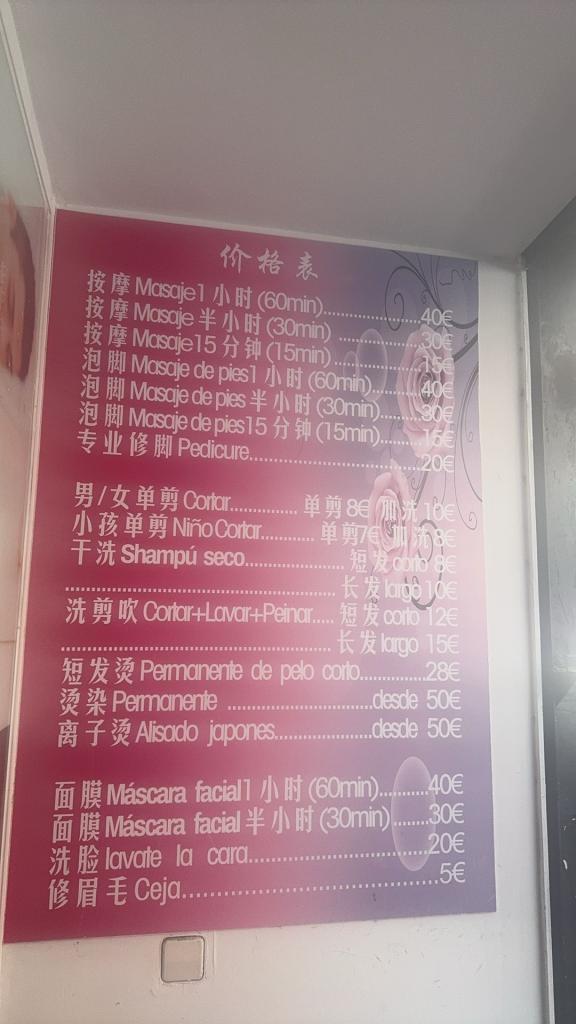 价格表
按摩 Masaje1 小时 (60min)..................40€
按摩 Masaje 半小时 (30min) ...............30€
按摩 Masaje15 分钟 (15min)................15€
泡脚 Masaje de pies1 小时 (60min).........40€
泡脚 Masaje de pies 半小时 (30min)........30€
泡脚 Masaje de pies15 分钟 (15min)........15€
专业修脚 Pedicure.................................20€
男/女单剪 Cortar.............. 单剪 8€ 加洗 10€
小孩单剪 Niño Cortar........... 单剪7€ 加洗 8€
干洗 Shampú seco..................... 短发 corto 8€
........................................................ 长发 largo 10€
洗剪吹 Cortar+Lavar+Peinar..... 短发 corto 12€
........................................................ 长发 largo 15€
短发烫 Permanente de pelo corto..............28€
烫染 Permanente ..............................desde 50€
离子烫 Alisado japones....................desde 50€
面膜 Máscara facial1 小时 (60min)..........40€
面膜 Máscara facial 半小时 (30min) ........30€
洗脸 lavate la cara...................................20€
修眉毛 Ceja...............................................5€